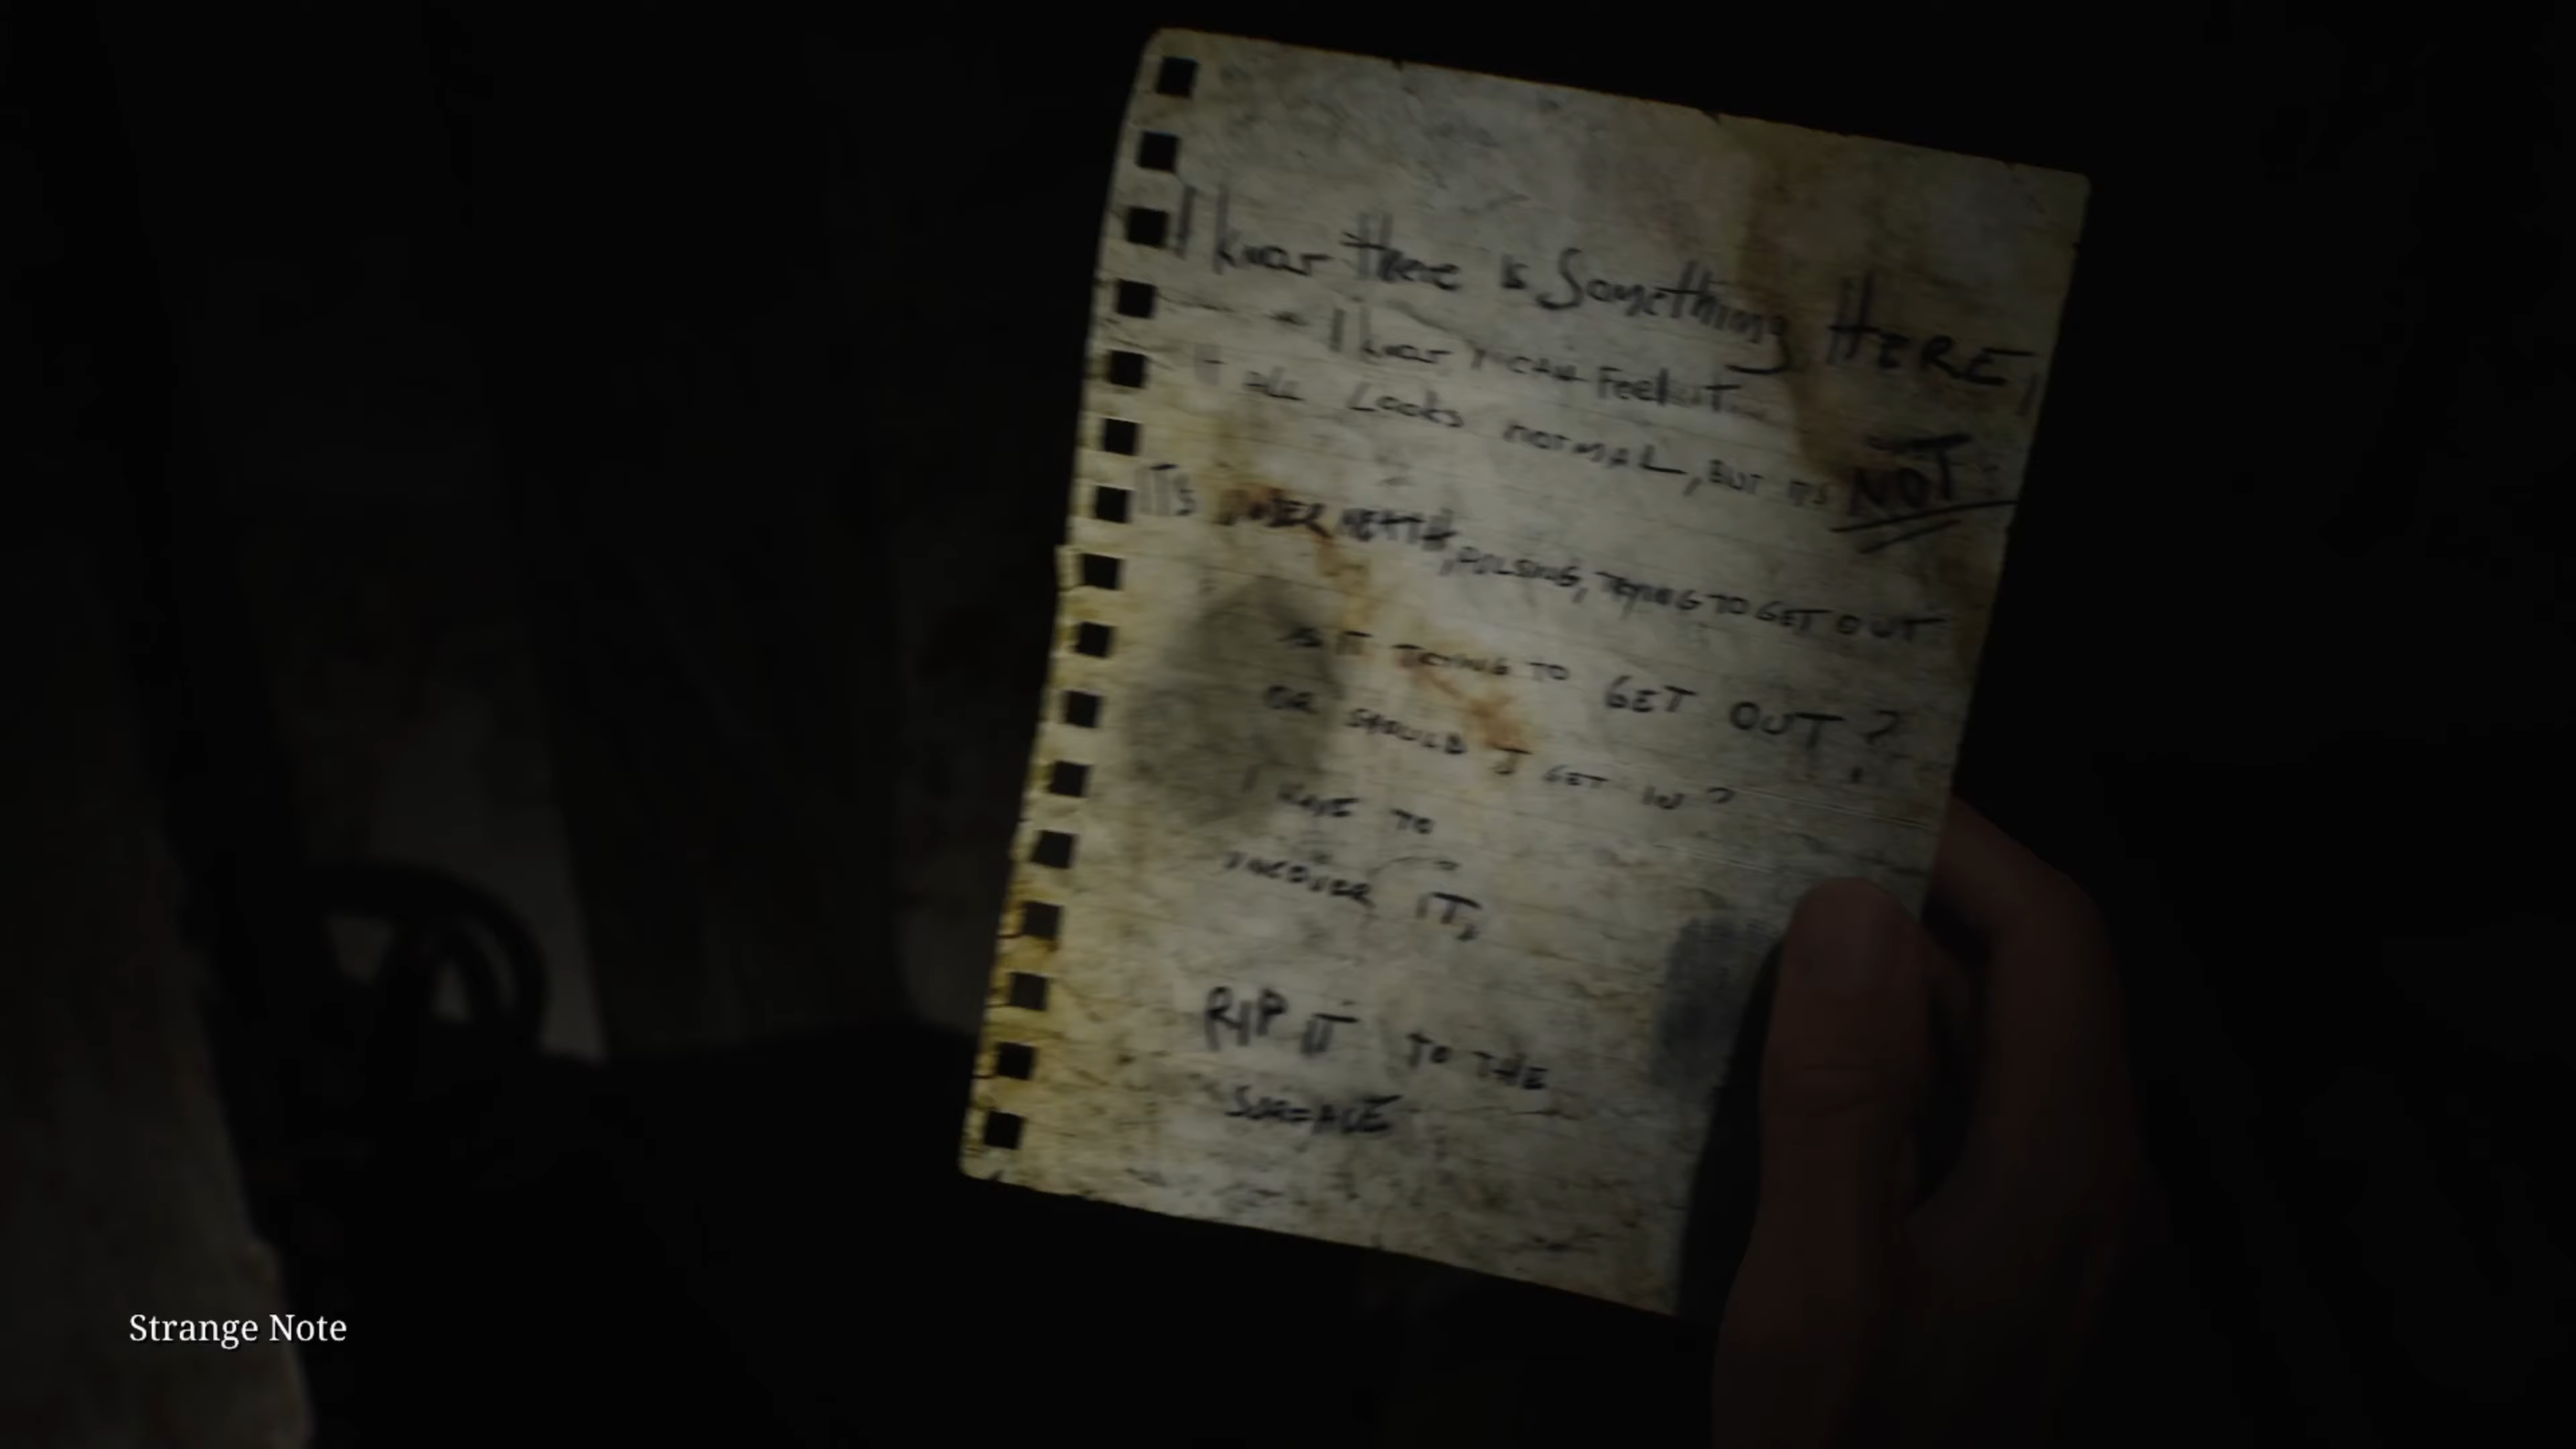 I know there is Something HERE,
I know, I CAN Feel it.
It ALL Looks normaL, BUT ITS NOT
IT'S UNDERNEATH, PULSING, TRYING TO GET OUT
IS IT TRYING TO GET OUT?
OR SHOULD I GET IN?
I HAVE TO
UNCOVER IT,
RIP IT TO THE
SURFACE
Strange Note